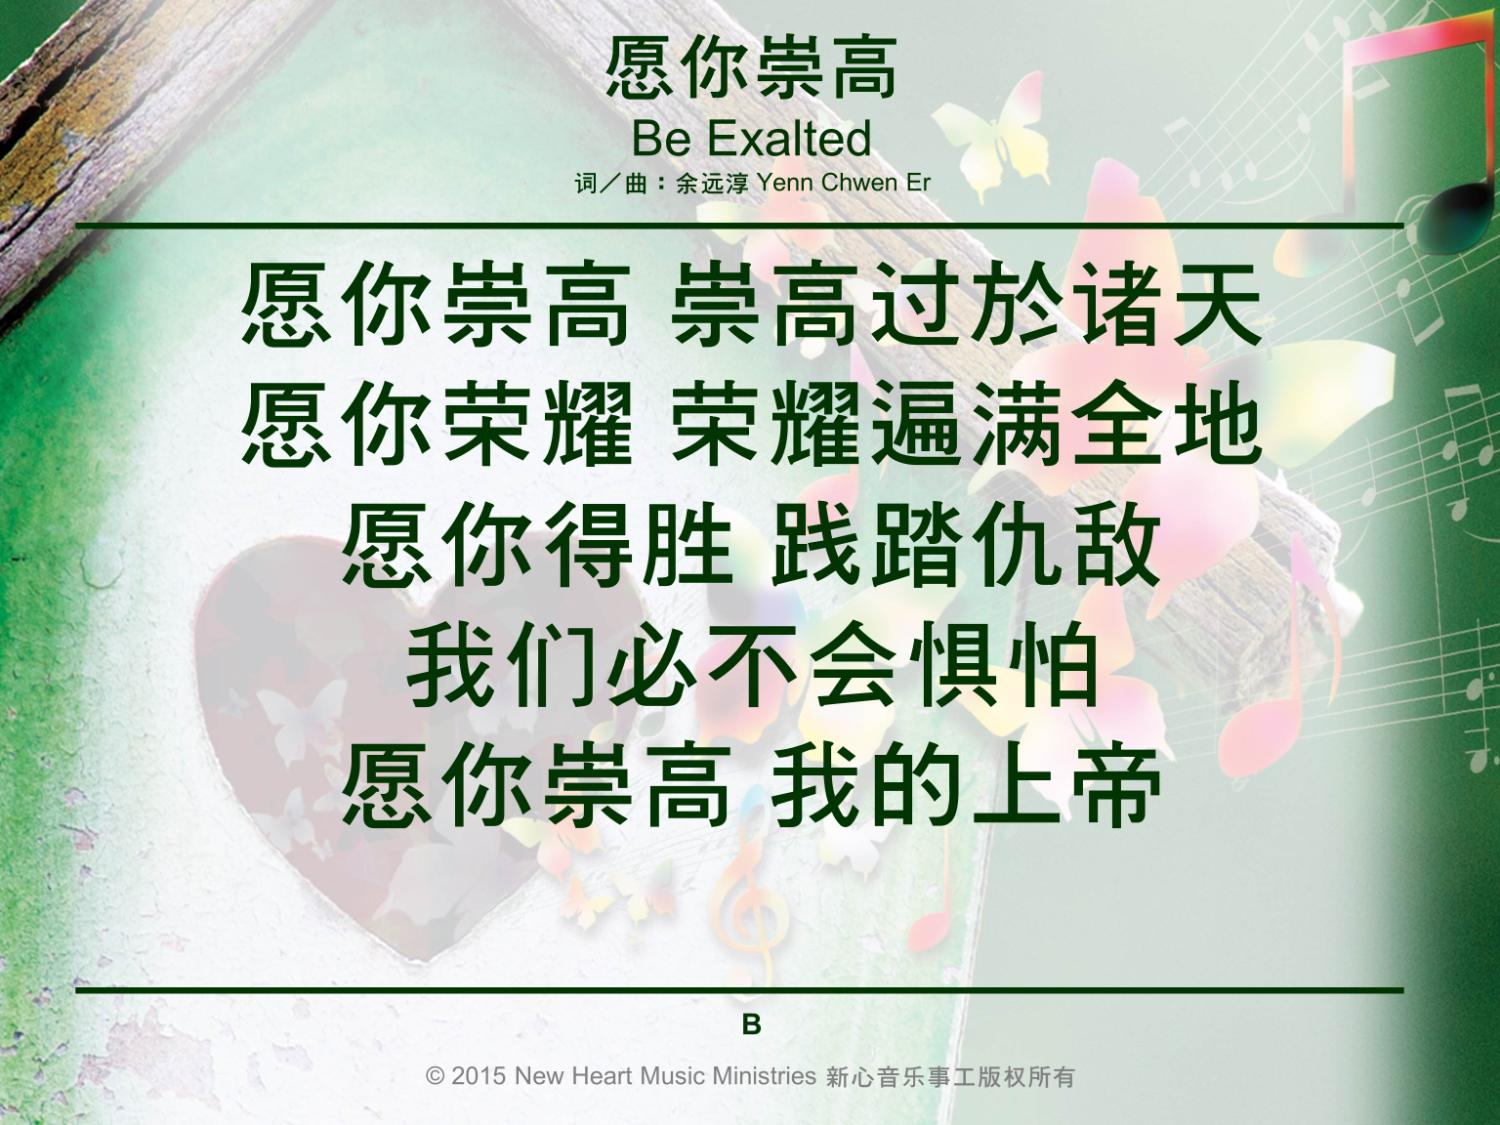 愿你崇高
Be Exalted
词／曲：余远淳 Yenn Chwen Er
愿你崇高 崇高过於诸天
愿你荣耀 荣耀遍满全地
愿你得胜 践踏仇敌
我们必不会惧怕
愿你崇高 我的上帝
B
© 2015 New Heart Music Ministries 新心音乐事工版权所有